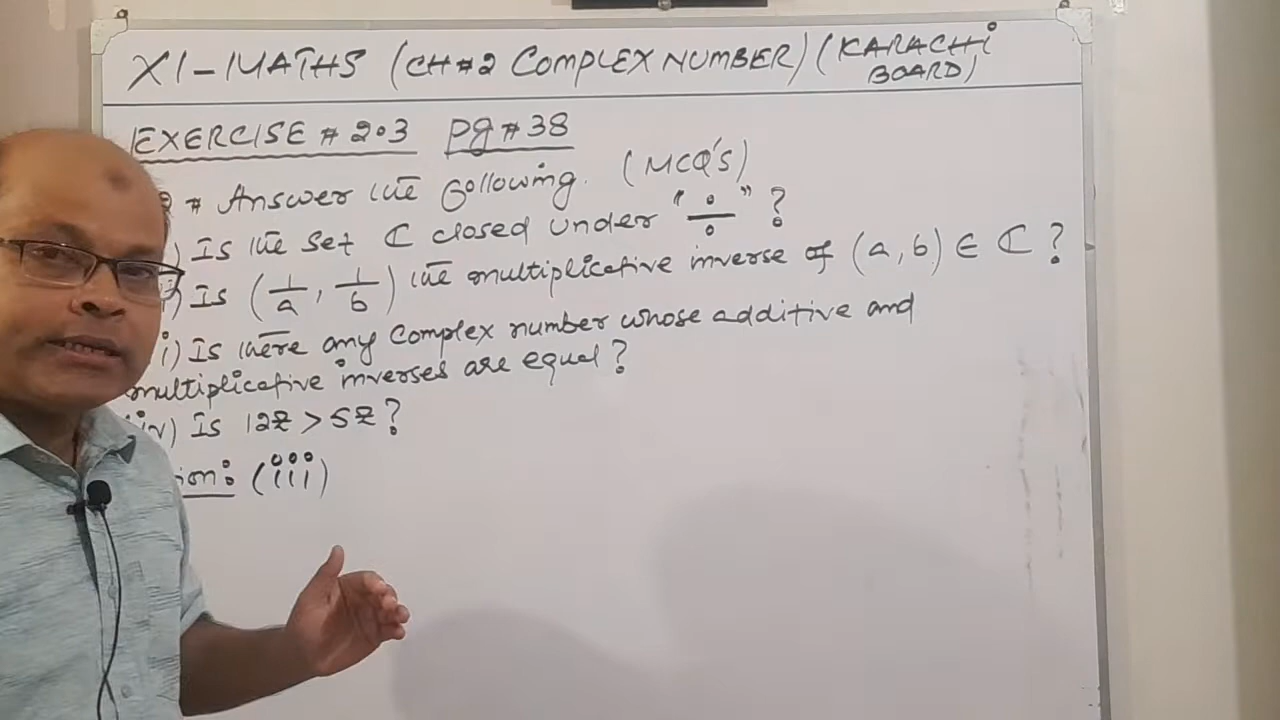 XI-MATHS (CH#2 COMPLEX NUMBER) (KARACHI BOARD)
EXERCISE # 2.3 Pg # 38
# Answer the following. (MCQ'S)
) Is the set ℂ closed under "÷" ?
) Is (1/a, 1/b) the multiplicative inverse of (a, b) ∈ ℂ ?
i) Is there any complex number whose additive and
multiplicative inverses are equal ?
iv) Is 12z > 5z ?
ion: (iii)